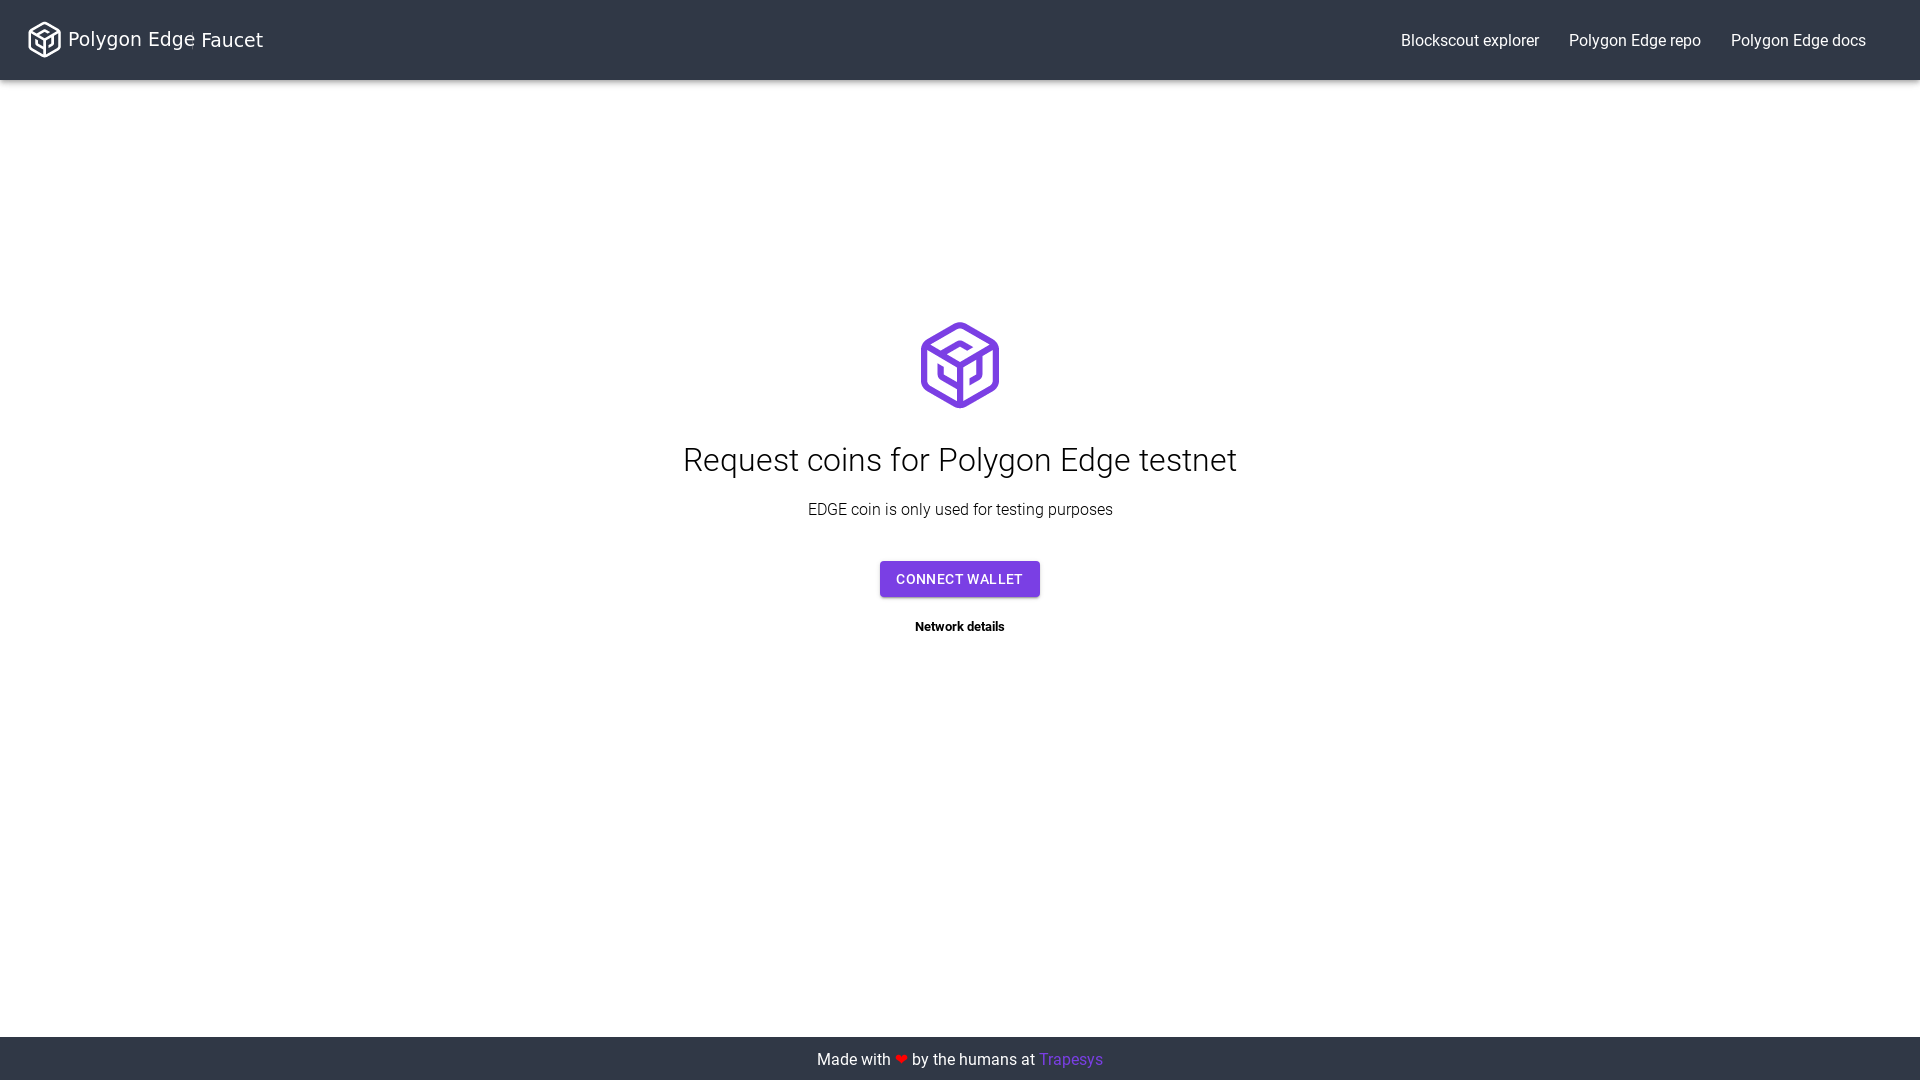 Polygon Edge Faucet
Blockscout explorer Polygon Edge repo Polygon Edge docs
Request coins for Polygon Edge testnet
EDGE coin is only used for testing purposes
CONNECT WALLET
Network details
Made with ❤ by the humans at Trapesys